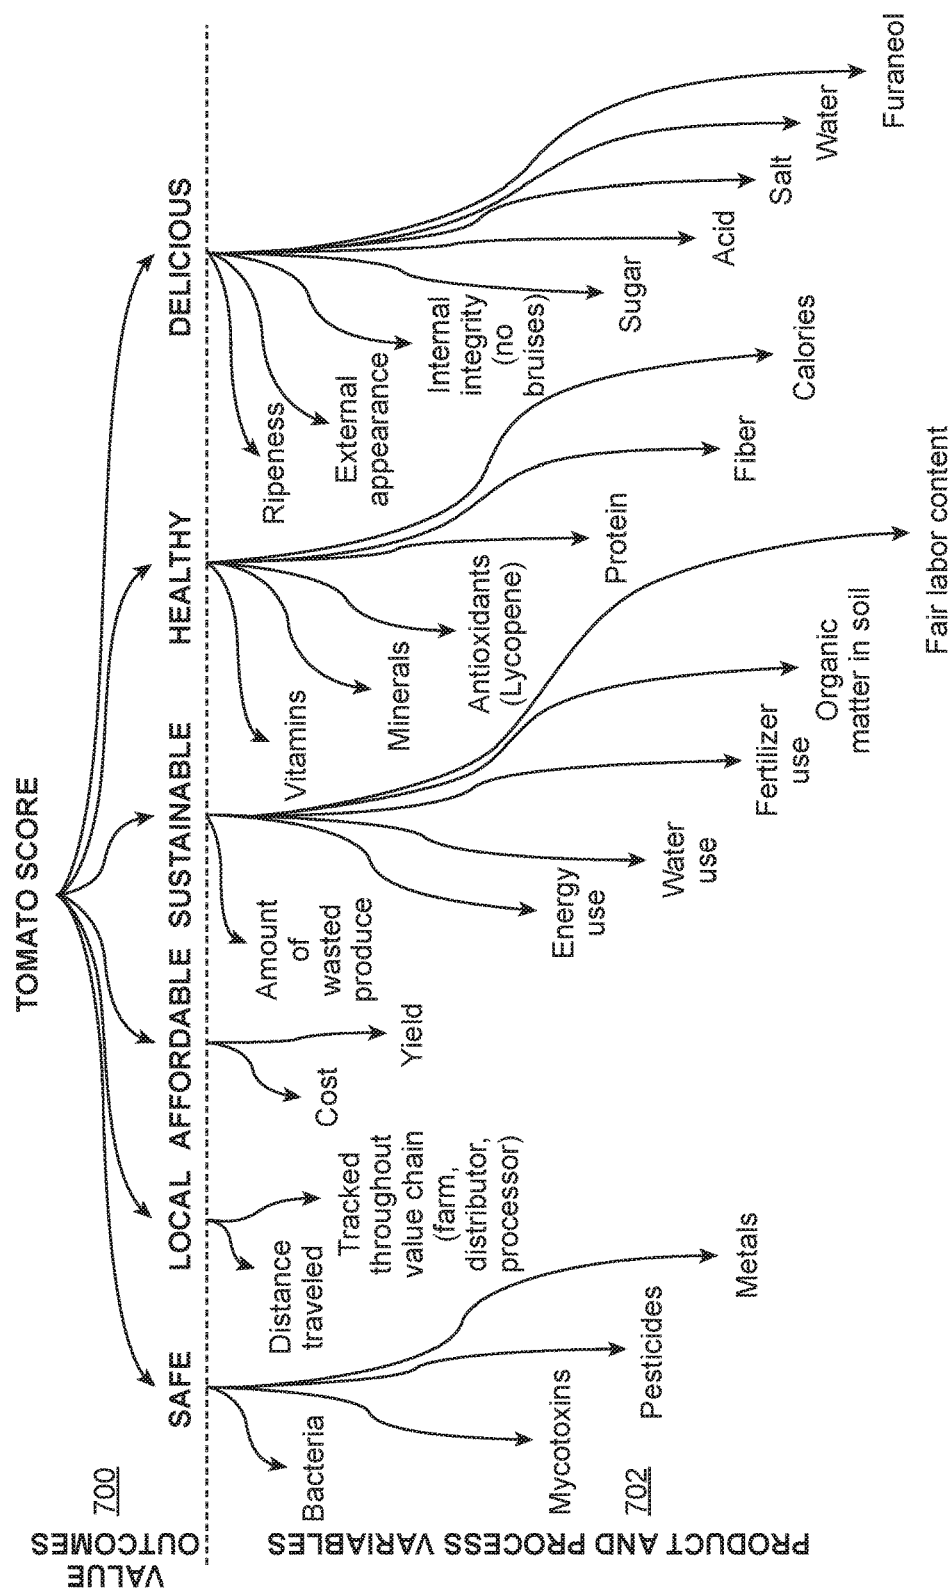 TOMATO SCORE
VALUE
OUTCOMES
700
SAFE
LOCAL
AFFORDABLE
SUSTAINABLE
HEALTHY
DELICIOUS
PRODUCT AND PROCESS VARIABLES
702
Bacteria
Mycotoxins
Pesticides
Metals
Distance
traveled
Tracked
throughout
value chain
(farm,
distributor,
processor)
Cost
Yield
Amount
of
wasted
produce
Energy
use
Water
use
Fertilizer
use
Organic
matter in soil
Fair labor content
Vitamins
Minerals
Antioxidants
(Lycopene)
Protein
Fiber
Calories
Ripeness
External
appearance
Internal
integrity
(no
bruises)
Sugar
Acid
Salt
Water
Furaneol